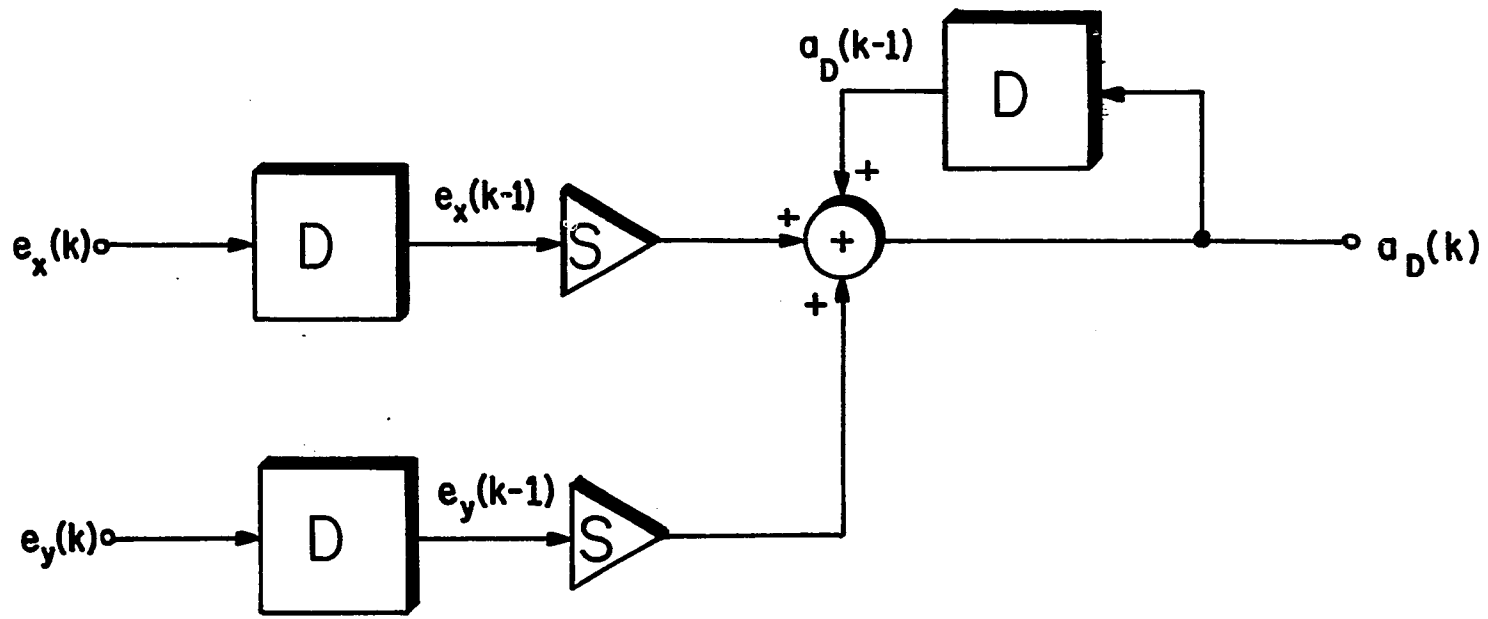 a_D(k-1)
D
+
e_x(k)
D
e_x(k-1)
S
+
+
a_D(k)
+
e_y(k)
D
e_y(k-1)
S